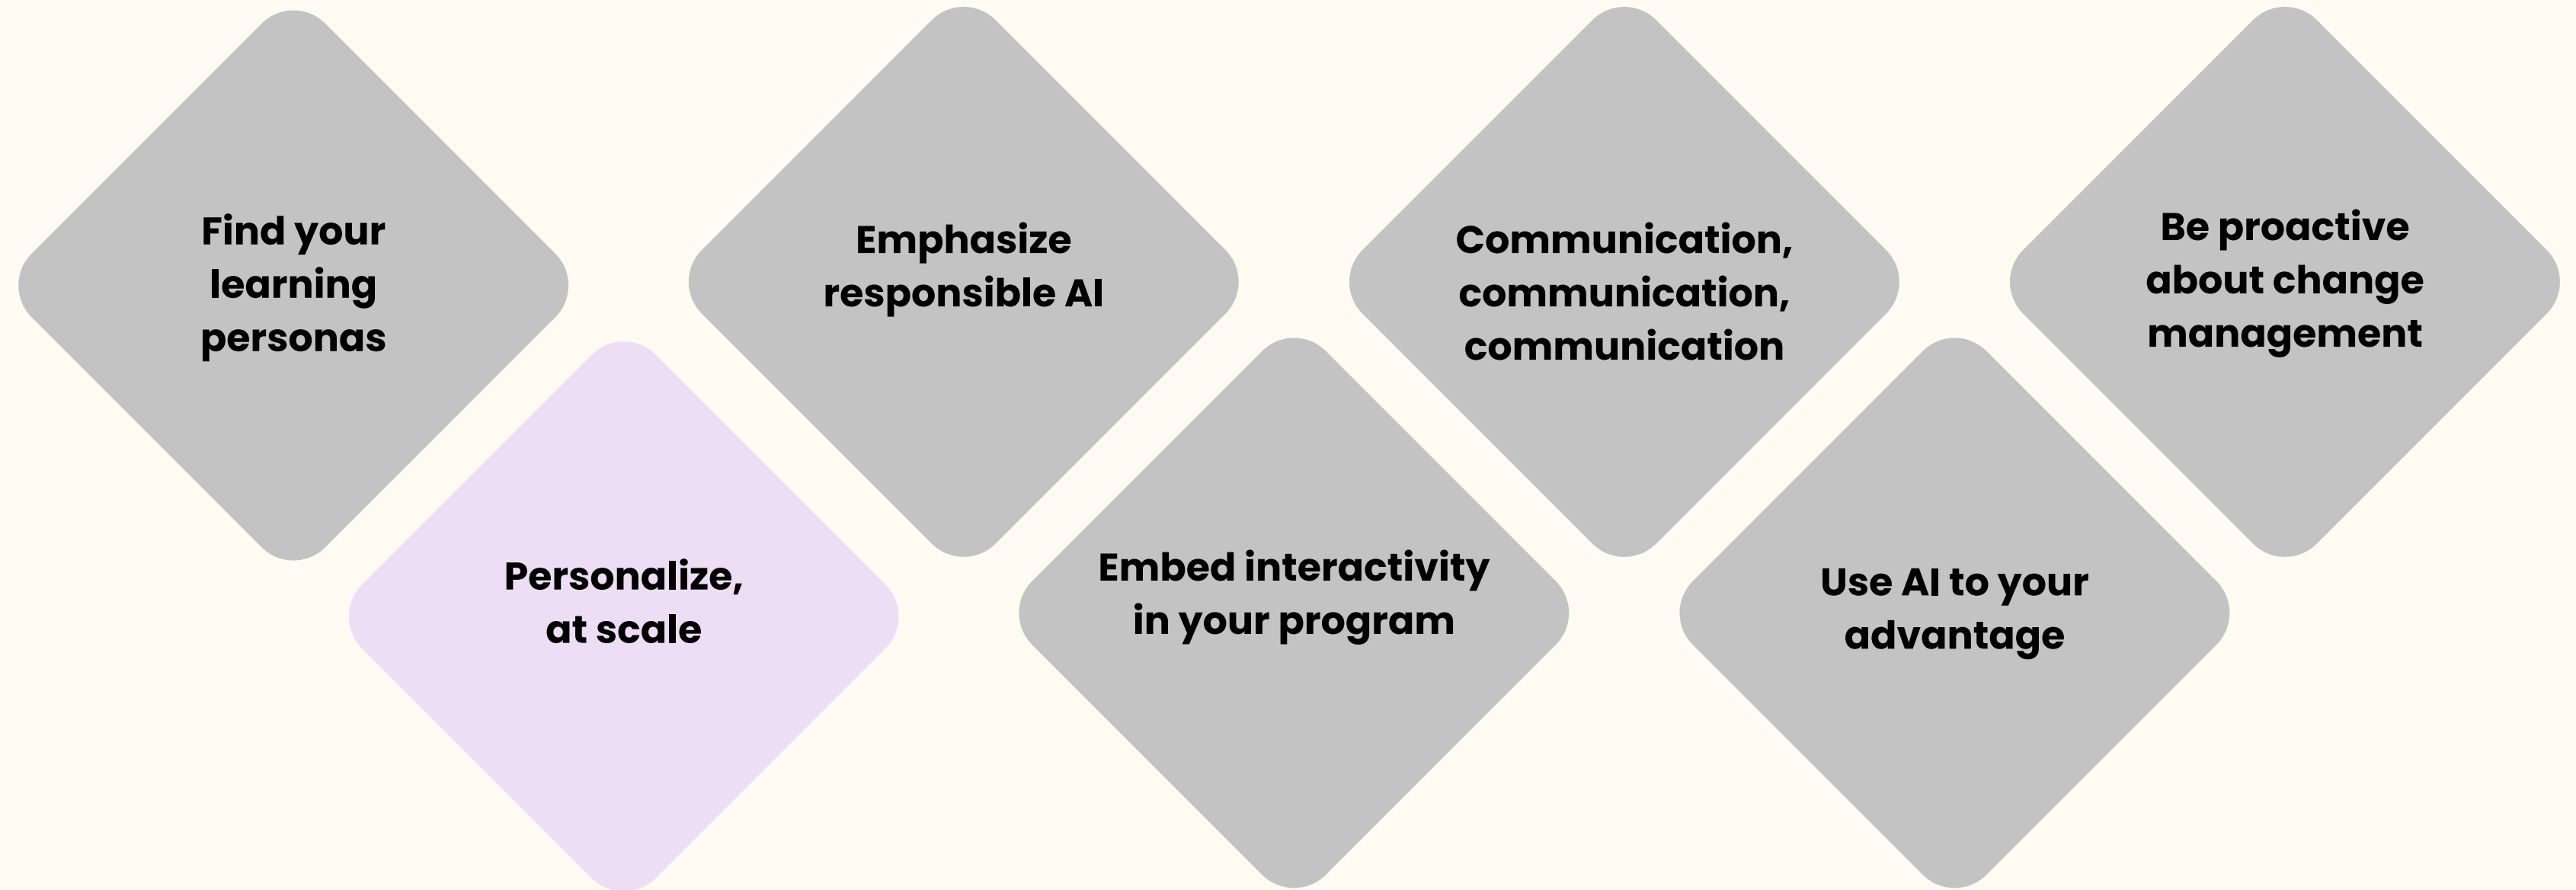 Find your
learning
personas
Personalize,
at scale
Emphasize
responsible AI
Embed interactivity
in your program
Communication,
communication,
communication
Use AI to your
advantage
Be proactive
about change
management